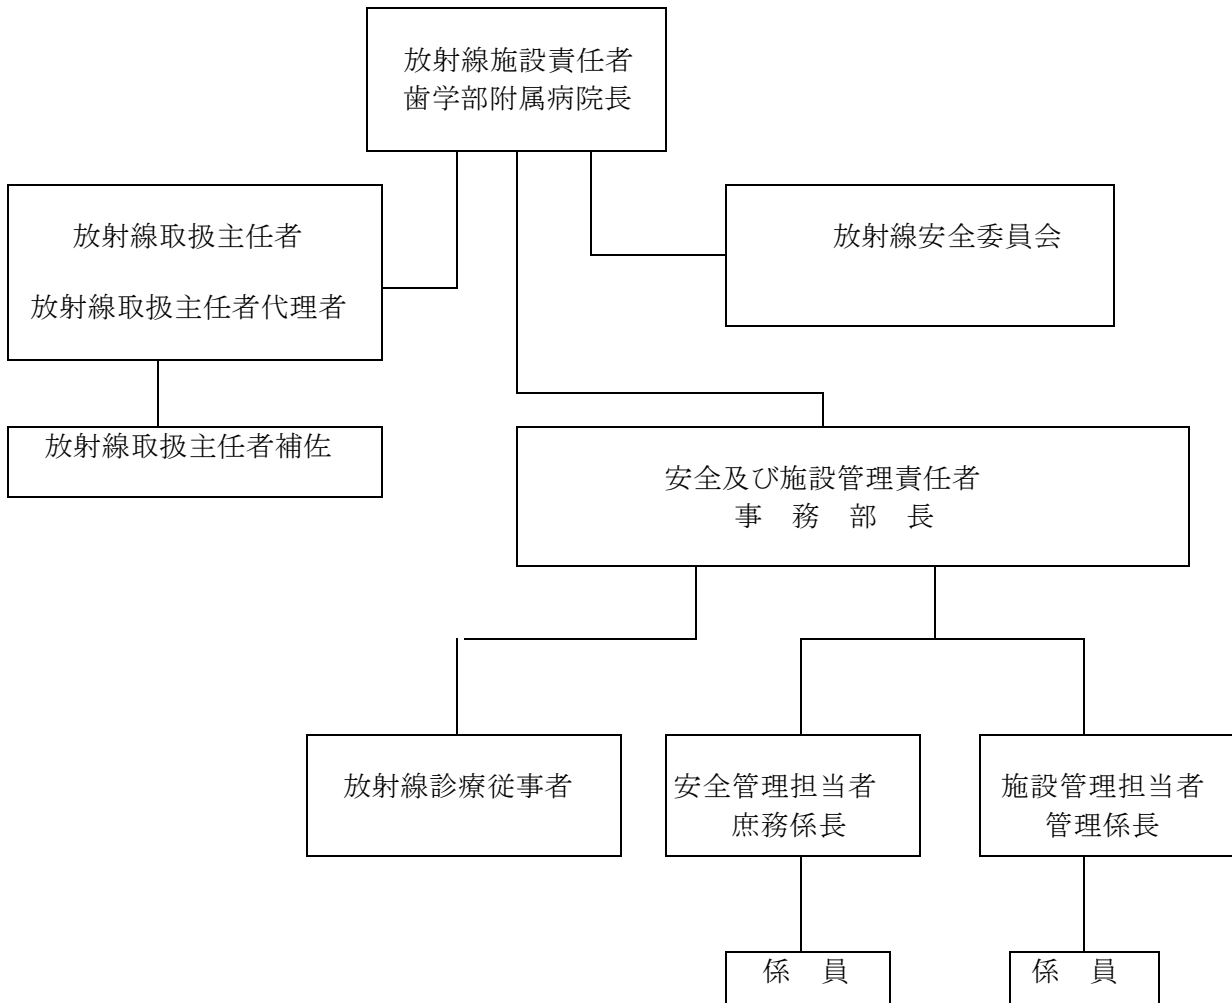 放射線施設責任者
歯学部附属病院長
放射線取扱主任者
放射線取扱主任者代理者
放射線安全委員会
放射線取扱主任者補佐
安全及び施設管理責任者
事　務　部　長
放射線診療従事者
安全管理担当者
庶務係長
施設管理担当者
管理係長
係　員
係　員